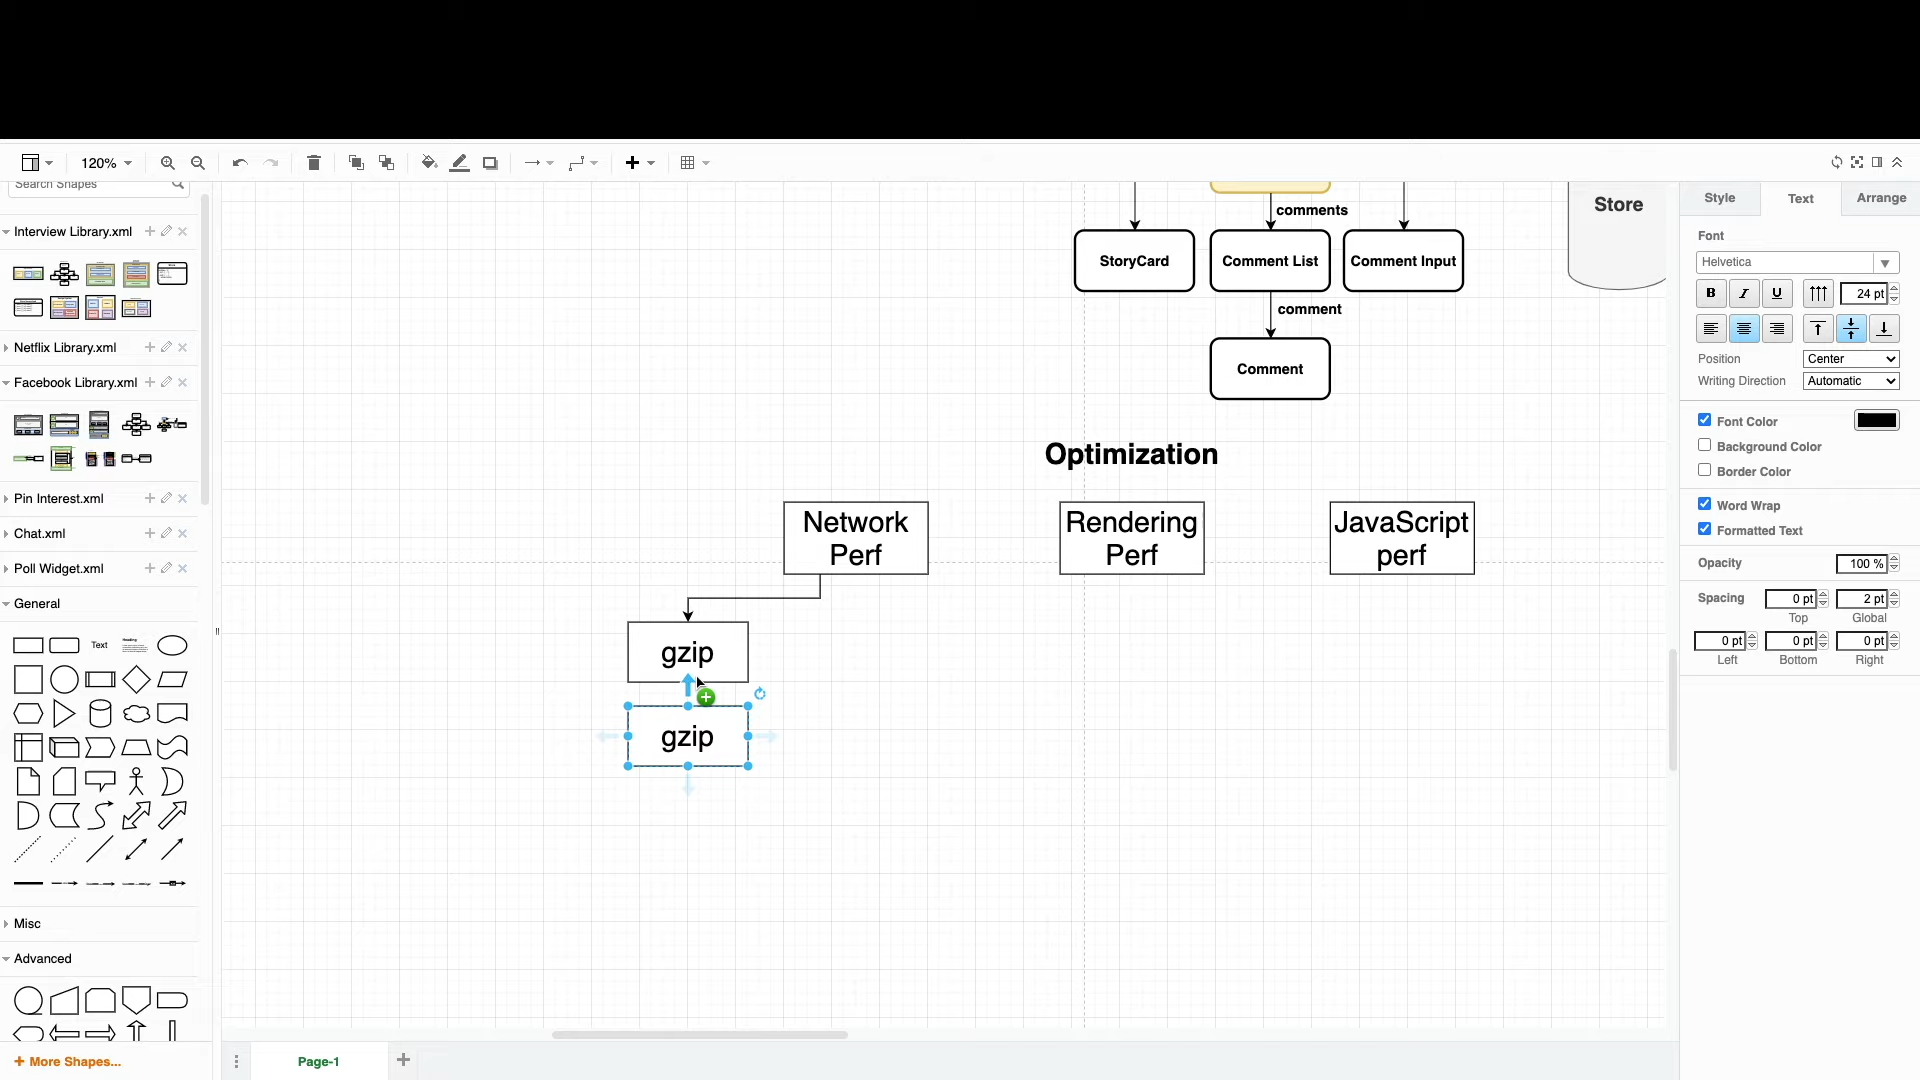 120%
Search Shapes
Interview Library.xml
Netflix Library.xml
Facebook Library.xml
Pin Interest.xml
Chat.xml
Poll Widget.xml
General
Text
Heading
Misc
Advanced
+ More Shapes...
comments
StoryCard
Comment List
Comment Input
comment
Comment
Store
Optimization
Network
Perf
Rendering
Perf
JavaScript
perf
gzip
gzip
Page-1
Style
Text
Arrange
Font
Helvetica
B
I
U
24 pt
Position
Center
Writing Direction
Automatic
Font Color
Background Color
Border Color
Word Wrap
Formatted Text
Opacity
100 %
Spacing
0 pt
2 pt
Top
Global
0 pt
0 pt
0 pt
Left
Bottom
Right